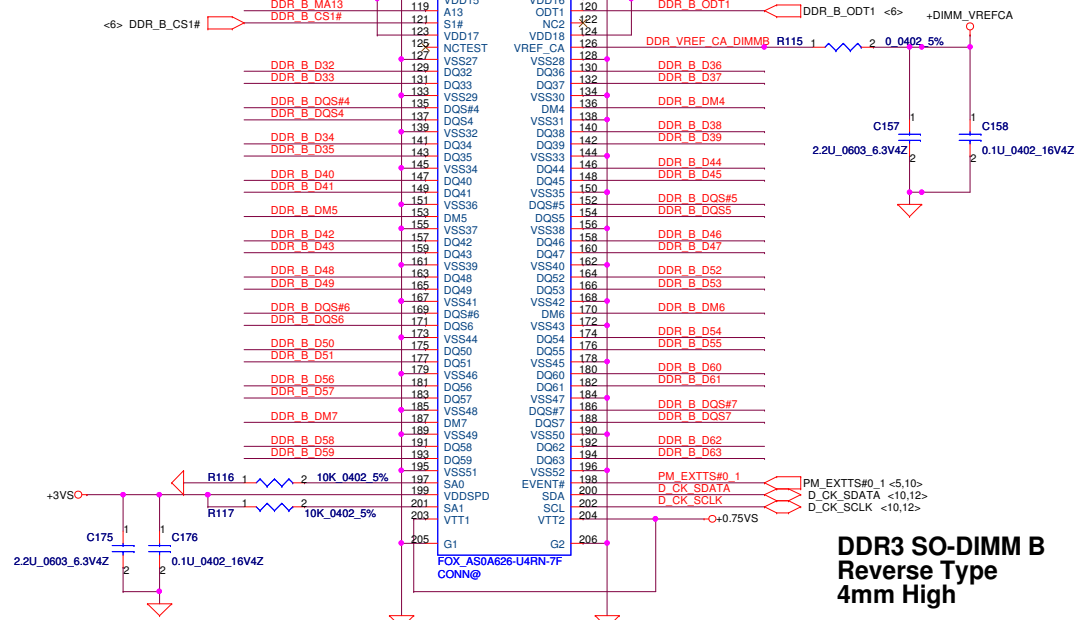 DDR_B_MA13 119 A13 VDD15 VDD16 ODT1 120 DDR_B_ODT1 DDR_B_ODT1 <6>
<6> DDR_B_CS1# DDR_B_CS1# 121 S1# NC2 122
123 VDD17 VDD18 124
125 NCTEST VREF_CA 126 DDR_VREF_CA_DIMMB R115 1 2 0_0402_5% +DIMM_VREFCA
127 VSS27 VSS28 128
DDR_B_D32 129 DQ32 DQ36 130 DDR_B_D36
DDR_B_D33 131 DQ33 DQ37 132 DDR_B_D37
133 VSS29 VSS30 134
DDR_B_DQS#4 135 DQS#4 DM4 136 DDR_B_DM4
DDR_B_DQS4 137 DQS4 VSS31 138
139 VSS32 DQ38 140 DDR_B_D38
DDR_B_D34 141 DQ34 DQ39 142 DDR_B_D39
DDR_B_D35 143 DQ35 VSS33 144
145 VSS34 DQ44 146 DDR_B_D44
DDR_B_D40 147 DQ40 DQ45 148 DDR_B_D45
DDR_B_D41 149 DQ41 VSS35 150
151 VSS36 DQS#5 152 DDR_B_DQS#5
DDR_B_DM5 153 DM5 DQS5 154 DDR_B_DQS5
155 VSS37 VSS38 156
DDR_B_D42 157 DQ42 DQ46 158 DDR_B_D46
DDR_B_D43 159 DQ43 DQ47 160 DDR_B_D47
161 VSS39 VSS40 162
DDR_B_D48 163 DQ48 DQ52 164 DDR_B_D52
DDR_B_D49 165 DQ49 DQ53 166 DDR_B_D53
167 VSS41 VSS42 168
DDR_B_DQS#6 169 DQS#6 DM6 170 DDR_B_DM6
DDR_B_DQS6 171 DQS6 VSS43 172
173 VSS44 DQ54 174 DDR_B_D54
DDR_B_D50 175 DQ50 DQ55 176 DDR_B_D55
DDR_B_D51 177 DQ51 VSS45 178
179 VSS46 DQ60 180 DDR_B_D60
DDR_B_D56 181 DQ56 DQ61 182 DDR_B_D61
DDR_B_D57 183 DQ57 VSS47 184
185 VSS48 DQS#7 186 DDR_B_DQS#7
DDR_B_DM7 187 DM7 DQS7 188 DDR_B_DQS7
189 VSS49 VSS50 190
DDR_B_D58 191 DQ58 DQ62 192 DDR_B_D62
DDR_B_D59 193 DQ59 DQ63 194 DDR_B_D63
195 VSS51 VSS52 196
R116 1 2 10K_0402_5% 197 SA0 EVENT# 198 PM_EXTTS#0_1 PM_EXTTS#0_1 <5,10>
+3VS 199 VDDSPD SDA 200 D_CK_SDATA D_CK_SDATA <10,12>
R117 1 2 10K_0402_5% 201 SA1 SCL 202 D_CK_SCLK D_CK_SCLK <10,12>
203 VTT1 VTT2 204 +0.75VS
205 G1 G2 206
FOX_AS0A626-U4RN-7F
CONN@
1 1
C157 C158
2.2U_0603_6.3V4Z 0.1U_0402_16V4Z
2 2
1 1
C175 C176
2.2U_0603_6.3V4Z 0.1U_0402_16V4Z
2 2
DDR3 SO-DIMM B
Reverse Type
4mm High